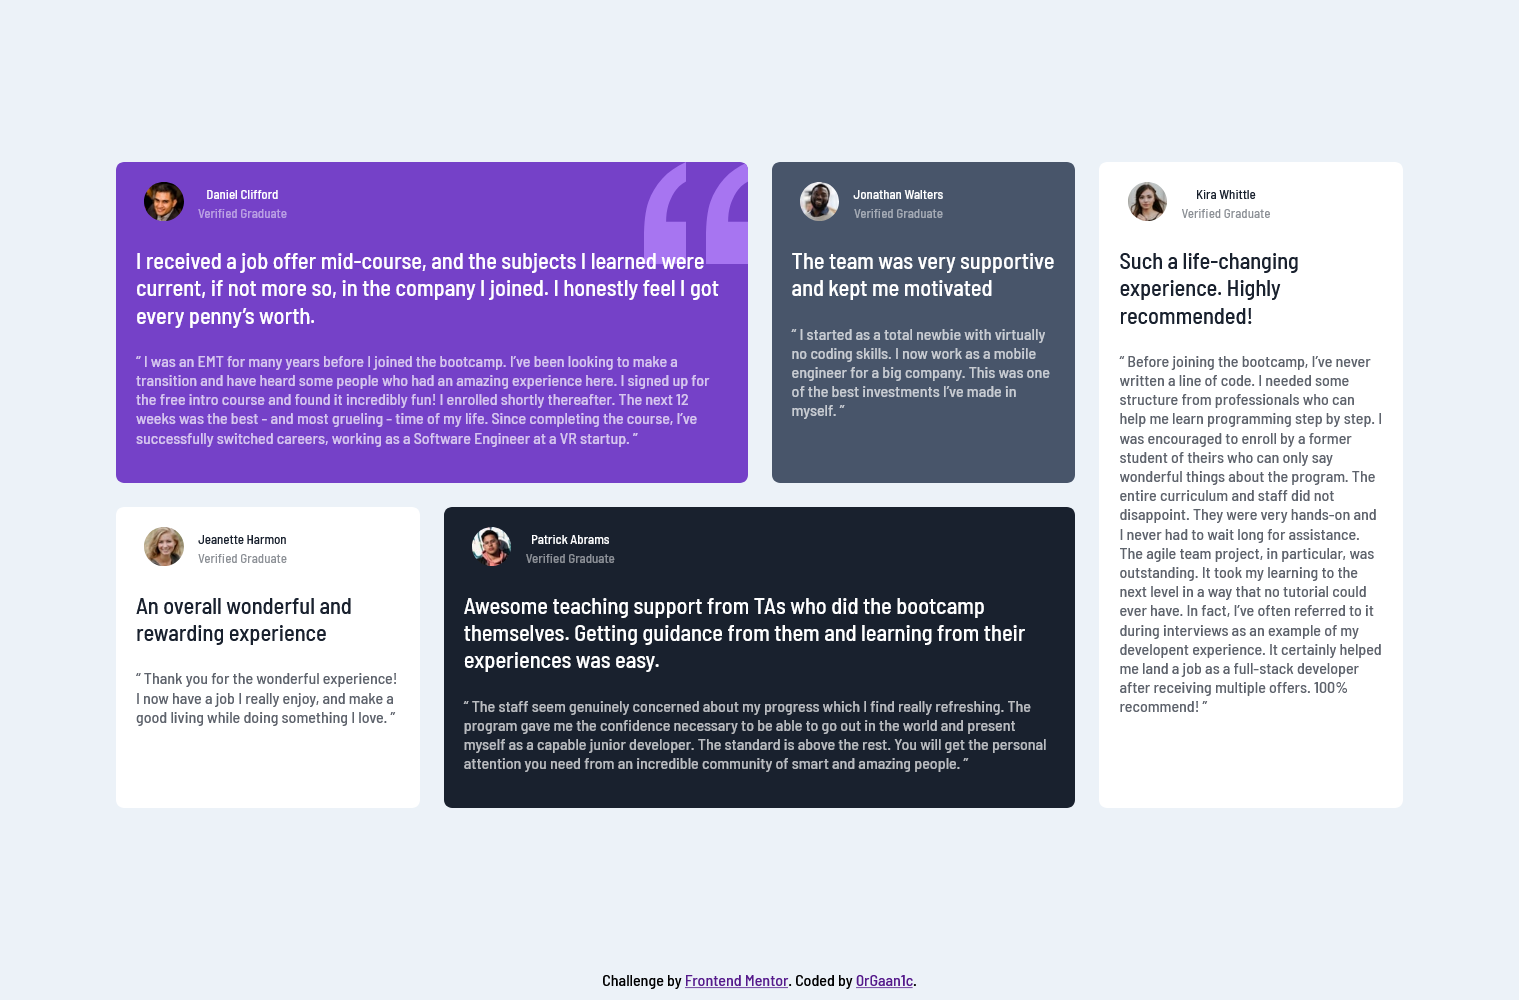 Daniel Clifford
Verified Graduate
I received a job offer mid-course, and the subjects I learned were
current, if not more so, in the company I joined. I honestly feel I got
every penny’s worth.
“ I was an EMT for many years before I joined the bootcamp. I’ve been looking to make a
transition and have heard some people who had an amazing experience here. I signed up for
the free intro course and found it incredibly fun! I enrolled shortly thereafter. The next 12
weeks was the best - and most grueling - time of my life. Since completing the course, I’ve
successfully switched careers, working as a Software Engineer at a VR startup. ”
Jonathan Walters
Verified Graduate
The team was very supportive
and kept me motivated
“ I started as a total newbie with virtually
no coding skills. I now work as a mobile
engineer for a big company. This was one
of the best investments I’ve made in
myself. ”
Kira Whittle
Verified Graduate
Such a life-changing
experience. Highly
recommended!
“ Before joining the bootcamp, I’ve never
written a line of code. I needed some
structure from professionals who can
help me learn programming step by step. I
was encouraged to enroll by a former
student of theirs who can only say
wonderful things about the program. The
entire curriculum and staff did not
disappoint. They were very hands-on and
I never had to wait long for assistance.
The agile team project, in particular, was
outstanding. It took my learning to the
next level in a way that no tutorial could
ever have. In fact, I’ve often referred to it
during interviews as an example of my
developent experience. It certainly helped
me land a job as a full-stack developer
after receiving multiple offers. 100%
recommend! ”
Jeanette Harmon
Verified Graduate
An overall wonderful and
rewarding experience
“ Thank you for the wonderful experience!
I now have a job I really enjoy, and make a
good living while doing something I love. ”
Patrick Abrams
Verified Graduate
Awesome teaching support from TAs who did the bootcamp
themselves. Getting guidance from them and learning from their
experiences was easy.
“ The staff seem genuinely concerned about my progress which I find really refreshing. The
program gave me the confidence necessary to be able to go out in the world and present
myself as a capable junior developer. The standard is above the rest. You will get the personal
attention you need from an incredible community of smart and amazing people. ”
Challenge by Frontend Mentor. Coded by OrGaan1c.